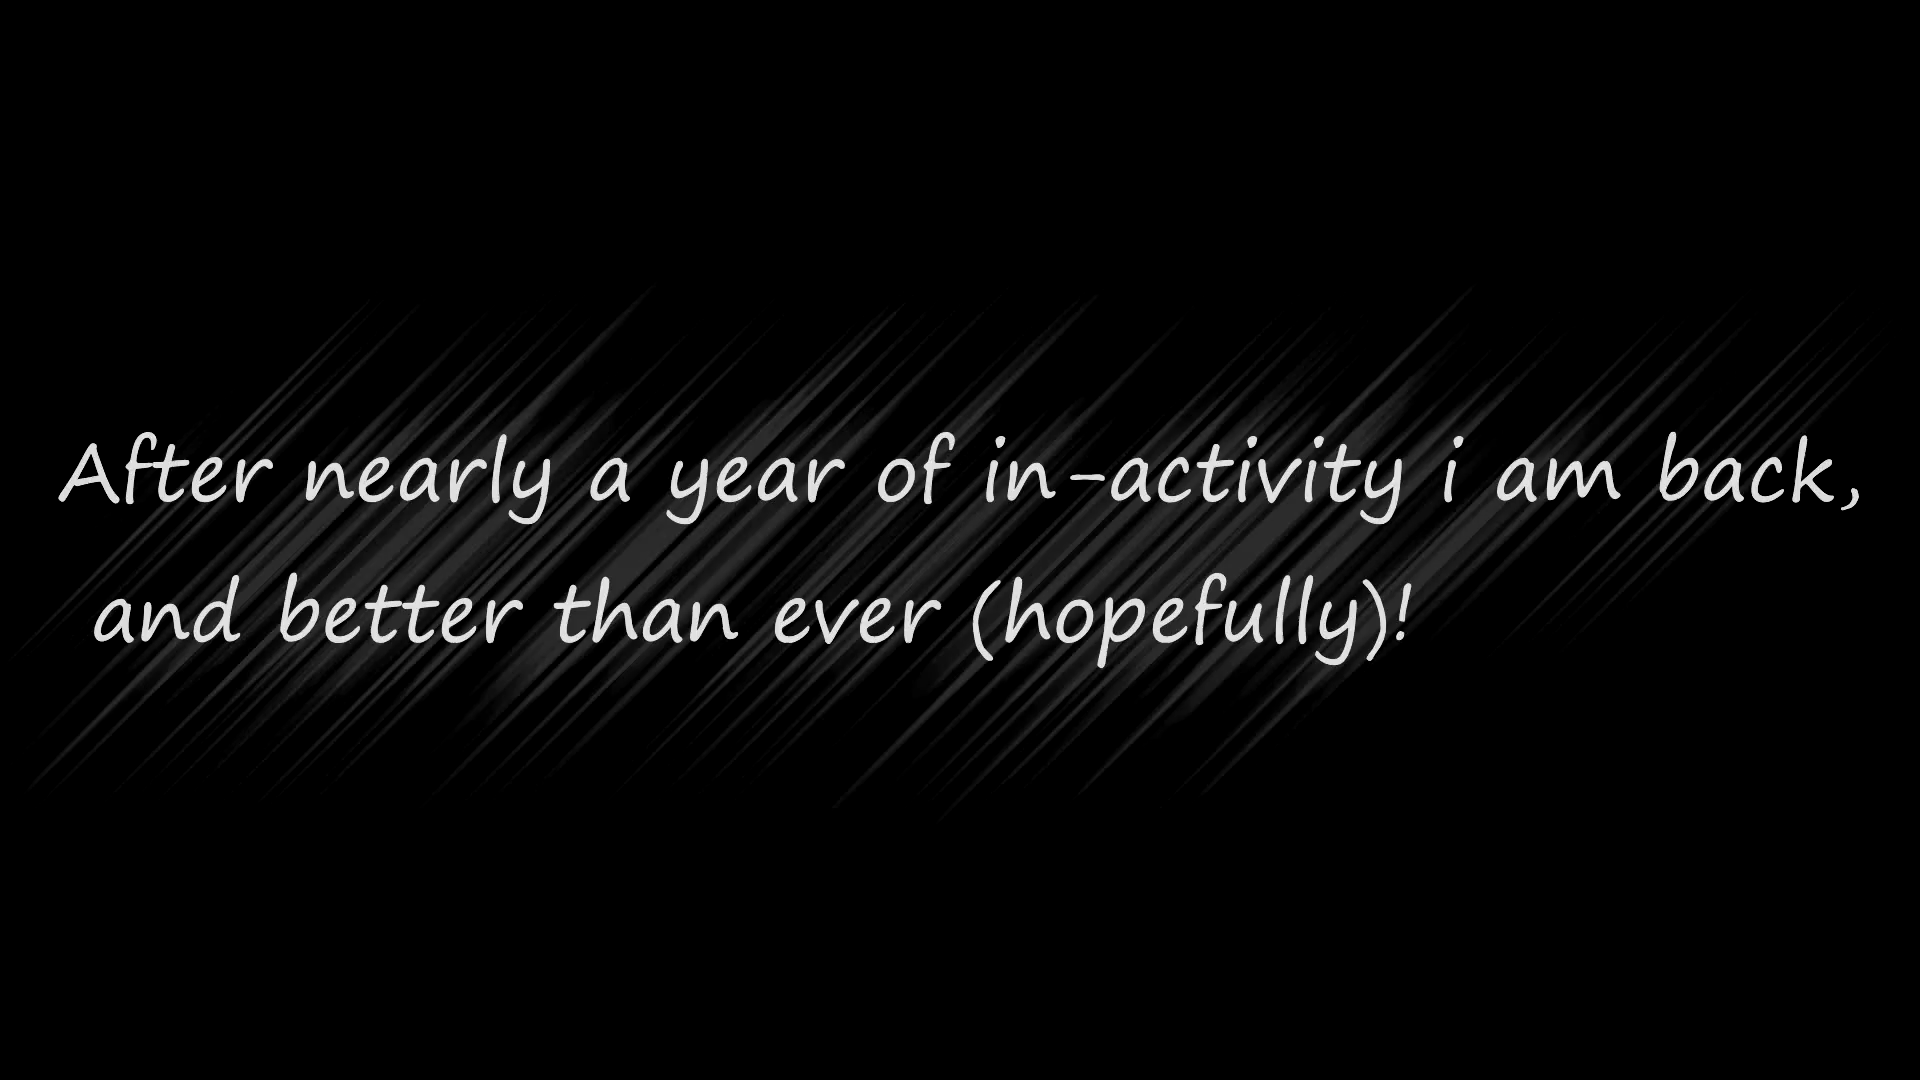 After nearly a year of in-activity i am back,
and better than ever (hopefully)!